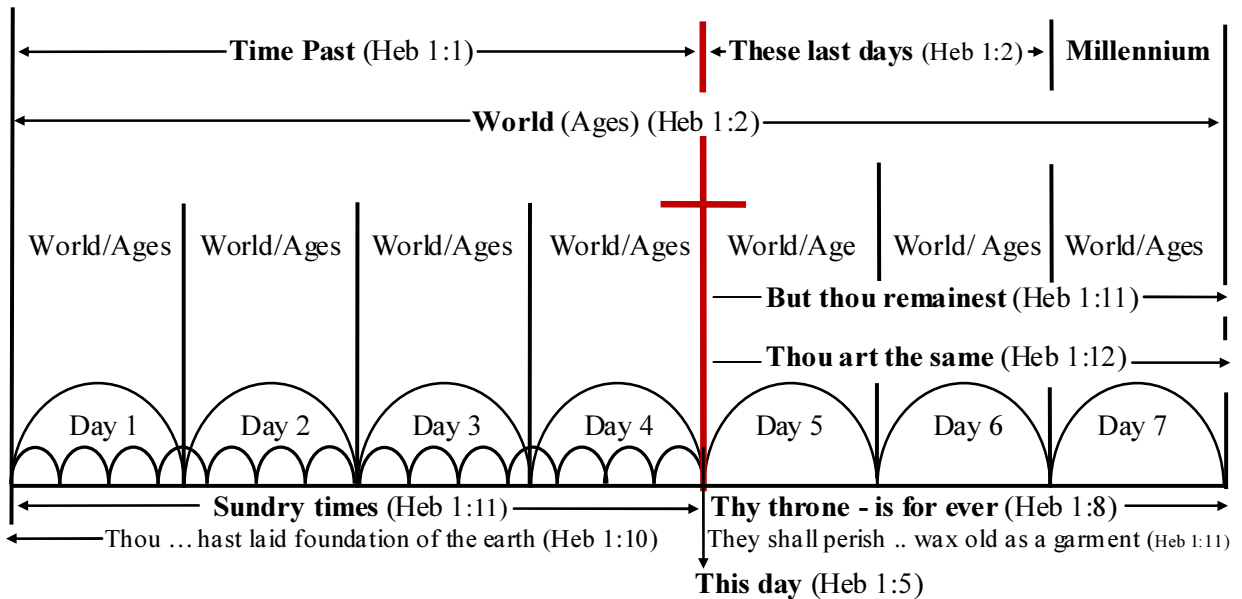 Time Past (Heb 1:1) These last days (Heb 1:2) Millennium
World (Ages) (Heb 1:2)
World/Ages World/Ages World/Ages World/Ages World/Age World/ Ages World/Ages
But thou remainest (Heb 1:11)
Thou art the same (Heb 1:12)
Day 1 Day 2 Day 3 Day 4 Day 5 Day 6 Day 7
Sundry times (Heb 1:11) Thy throne - is for ever (Heb 1:8)
Thou … hast laid foundation of the earth (Heb 1:10) They shall perish .. wax old as a garment (Heb 1:11)
This day (Heb 1:5)